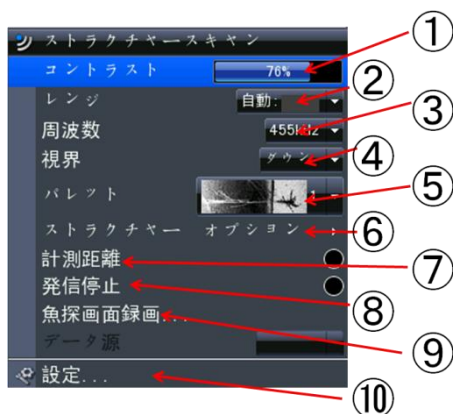 ストラクチャースキャン
コントラスト 76% ①
レンジ 自動: ②
周波数 455kHz ③
視界 ダウン ④
パレット 1 ⑤
ストラクチャー オプション ⑥
計測距離 ⑦
発信停止 ⑧
魚探画面録画... ⑨
データ源
設定... ⑩